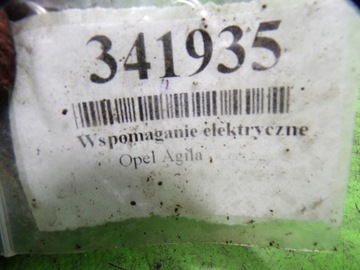 341935
Wspomaganie elektryczne
Opel Agila